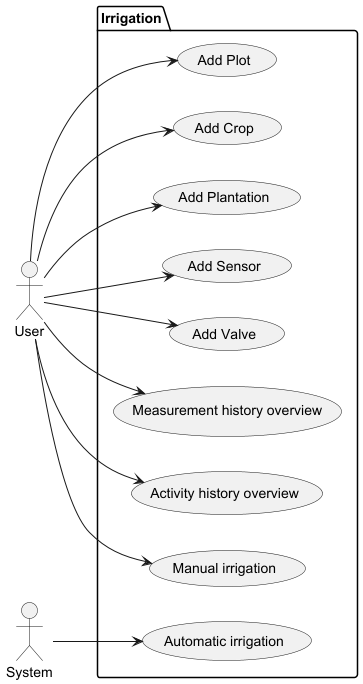 Irrigation
Add Plot
Add Crop
Add Plantation
Add Sensor
User
Add Valve
Measurement history overview
Activity history overview
Manual irrigation
Automatic irrigation
System